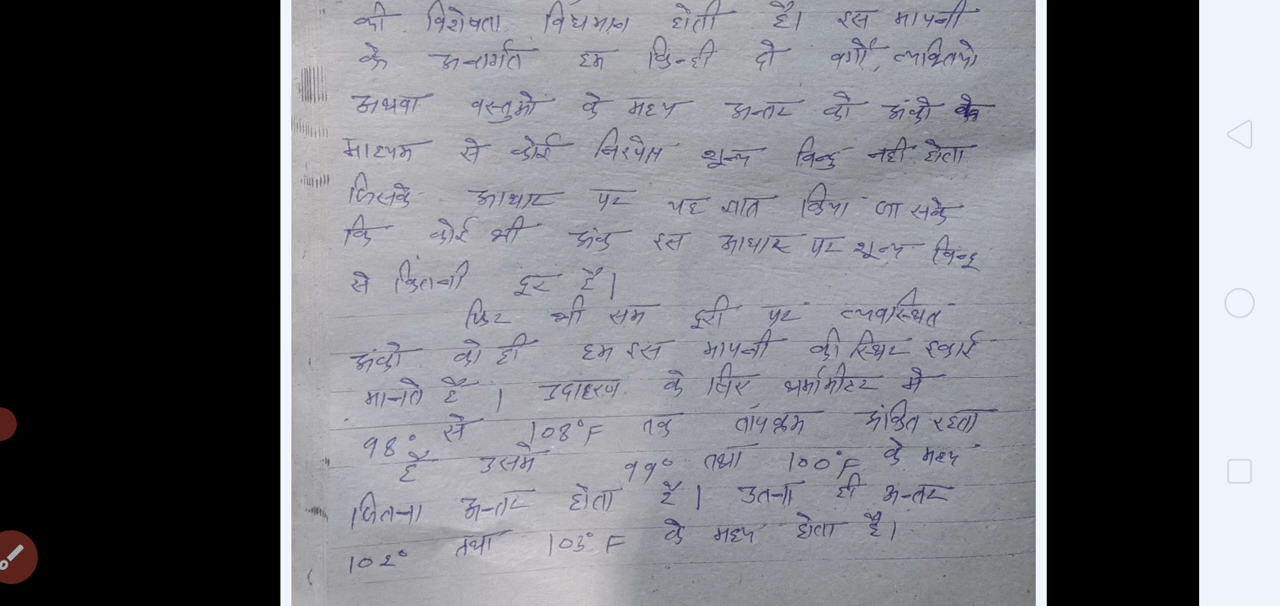 की विशेषता विद्यमान होती है। इस मापनी
के अन्तर्गत हम किन्ही दो वर्गों, व्यक्तियो
अथवा वस्तुओं के मध्य अन्तर को अंको के
माध्यम से कोई निरपेक्ष शून्य विन्दु नही होता
जिसके आधार पर यह ज्ञात किया जा सके
कि कोई भी अंक इस आधार पर शून्य विन्दु
से कितनी दूर है।
फिर भी सम दूरी पर व्यवस्थित
अंको को ही हम इस मापनी की स्थिर इकाई
मानते है। उदाहरण के लिए थर्मामीटर मे
98° से 108°F तक तापक्रम अंकित रहता
है उसमे 99° तथा 100°F के मध्य
जितना अन्तर होता है। उतना ही अन्तर
102° तथा 103°F के मध्य होता है।